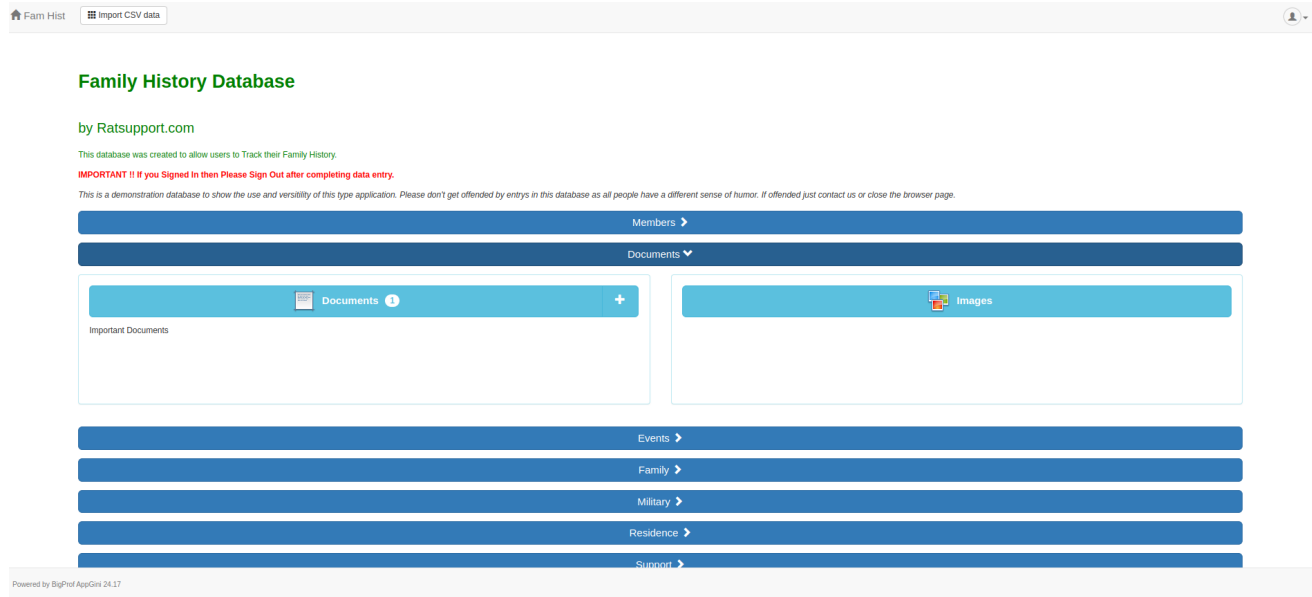 Fam Hist
Import CSV data
Family History Database
by Ratsupport.com
This database was created to allow users to Track their Family History.
IMPORTANT !! If you Signed In then Please Sign Out after completing data entry.
This is a demonstration database to show the use and versitility of this type application. Please don't get offended by entrys in this database as all people have a different sense of humor. If offended just contact us or close the browser page.
Members
Documents
Documents 1
Images
Important Documents
Events
Family
Military
Residence
Support
Powered by BigProf AppGini 24.17